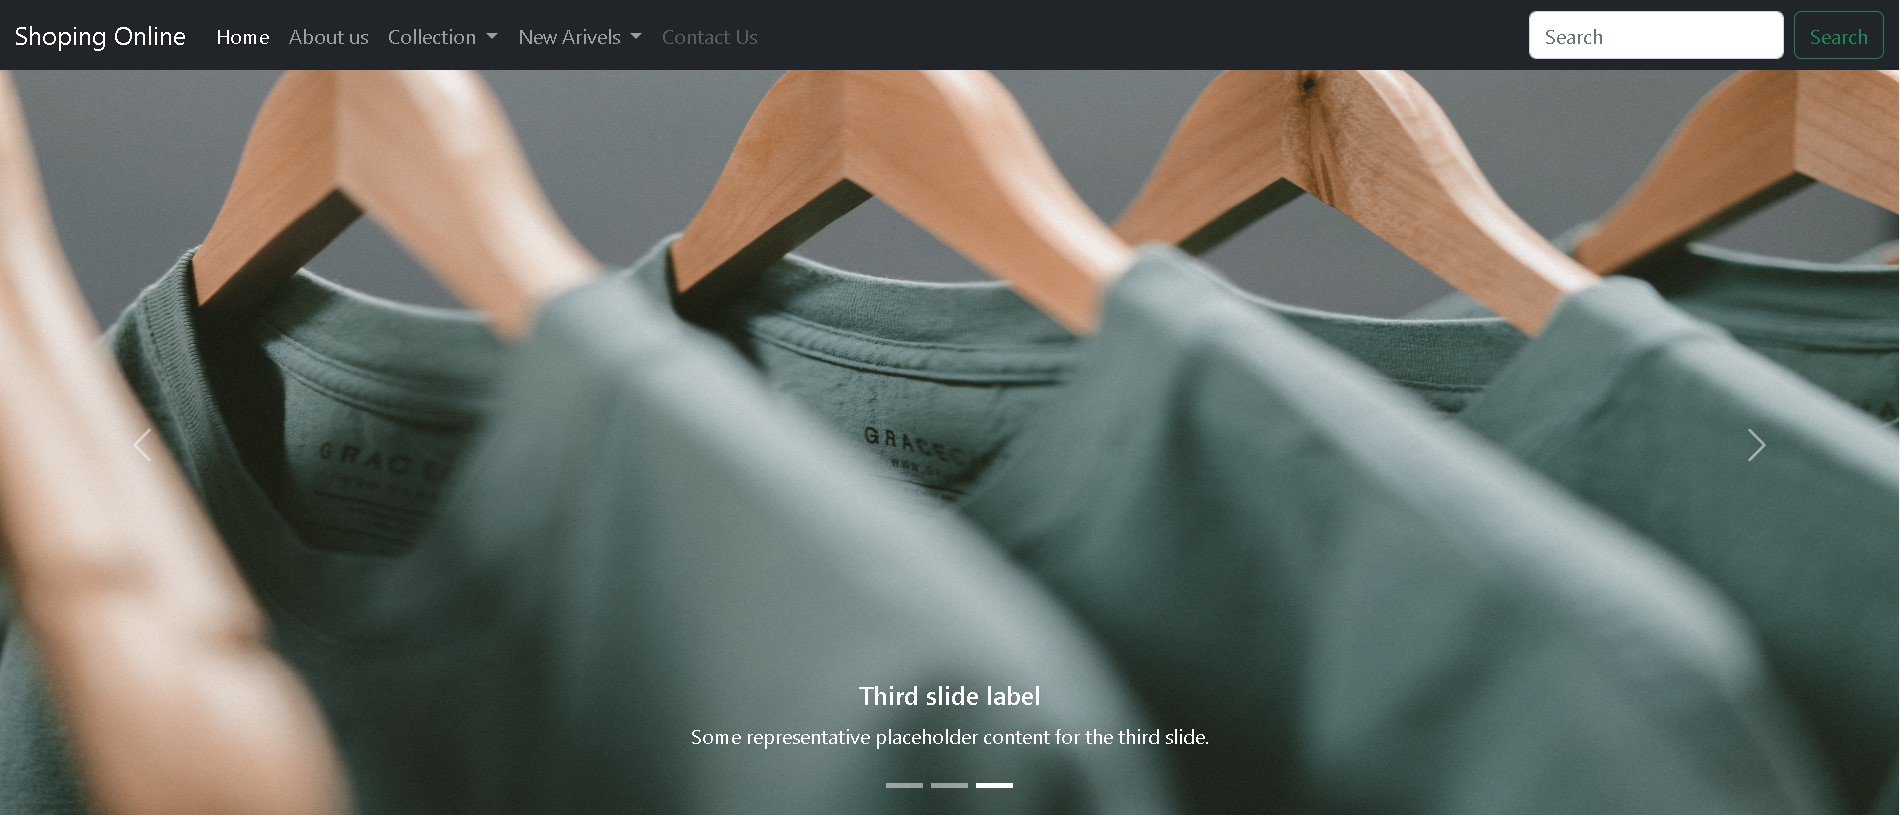 Shoping Online Home About us Collection New Arivels Contact Us Search Search
GRACE
GRACEC
Third slide label
Some representative placeholder content for the third slide.